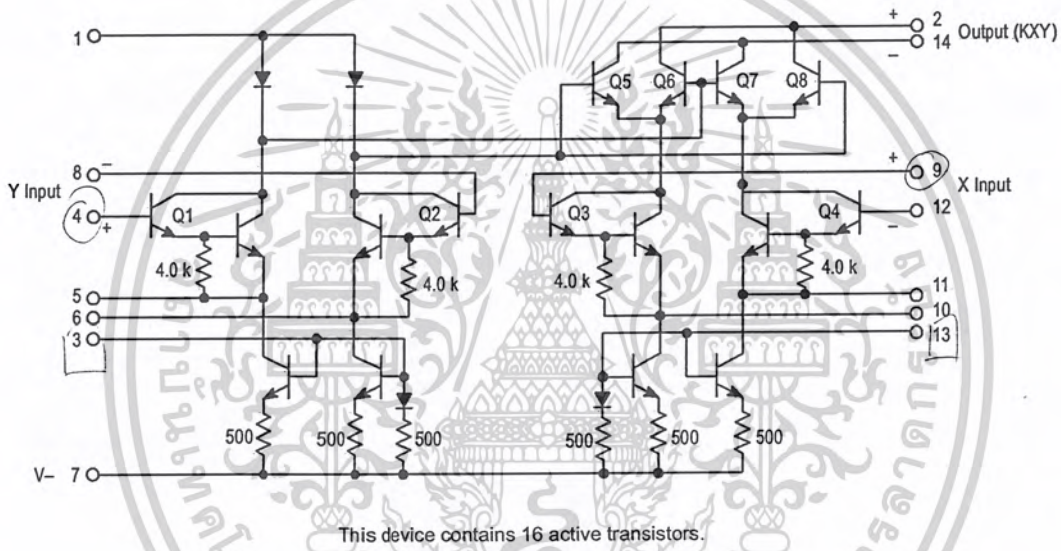 1
+
2
Output (KXY)
14
−
Q5
Q6
Q7
Q8
8
−
Y Input
4
+
Q1
Q2
Q3
Q4
+
9
X Input
12
−
4.0 k
4.0 k
4.0 k
4.0 k
5
6
3
11
10
13
500
500
500
500
500
500
V− 7
This device contains 16 active transistors.